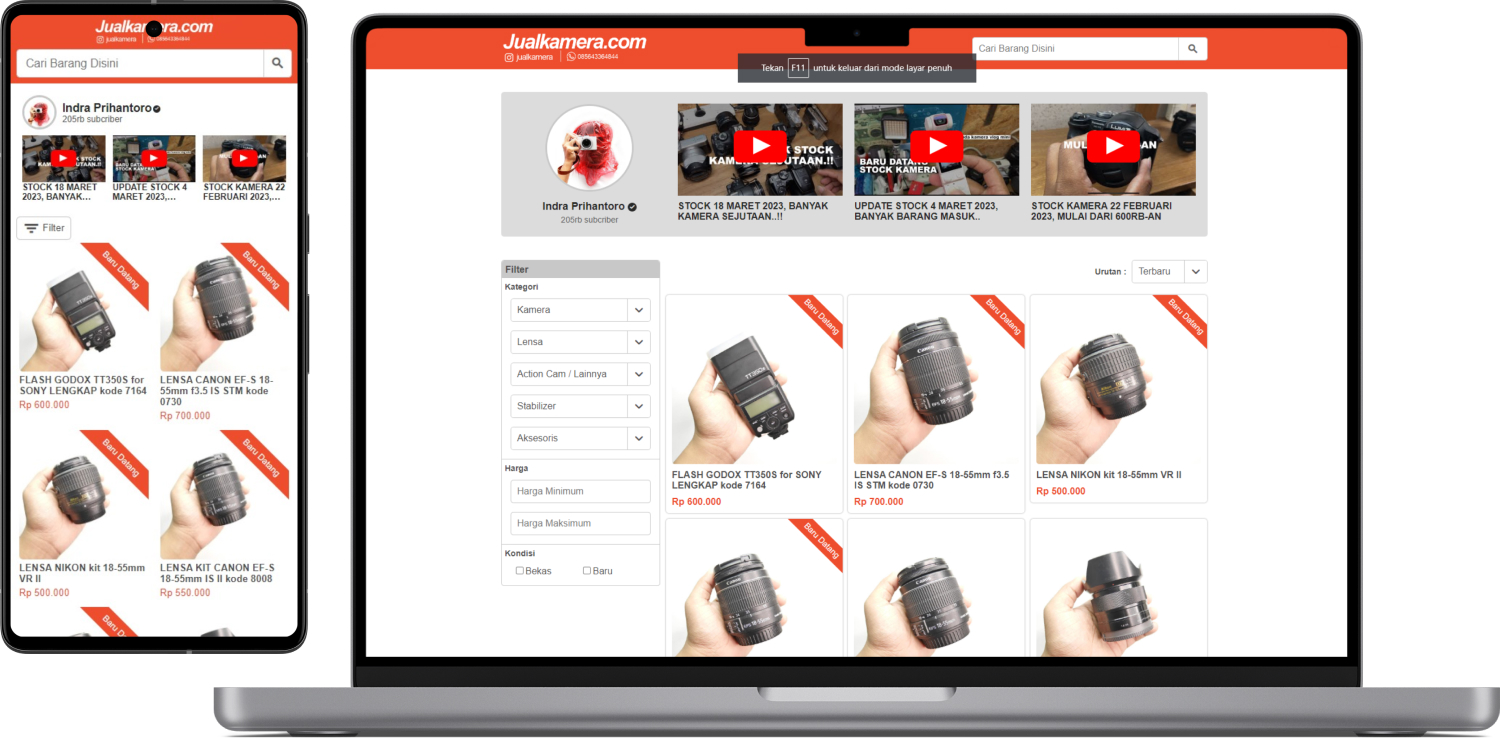 Jualkamera.com
jualkamera
085643364844
Cari Barang Disini
Indra Prihantoro
205rb subcriber
STOCK 18 MARET
2023, BANYAK...
UPDATE STOCK 4
MARET 2023,...
STOCK KAMERA 22
FEBRUARI 2023,...
Filter
Baru Datang
Baru Datang
FLASH GODOX TT350S for
SONY LENGKAP kode 7164
Rp 600.000
LENSA CANON EF-S 18-
55mm f3.5 IS STM kode
0730
Rp 700.000
Baru Datang
Baru Datang
LENSA NIKON kit 18-55mm
VR II
Rp 500.000
LENSA KIT CANON EF-S
18-55mm IS II kode 8008
Rp 550.000
Jualkamera.com
jualkamera
085643364844
Tekan F11 untuk keluar dari mode layar penuh
Cari Barang Disini
Indra Prihantoro
205rb subcriber
STOCK 18 MARET 2023, BANYAK
KAMERA SEJUTAAN..!!
BARU DATANG
STOCK KAMERA
UPDATE STOCK 4 MARET 2023,
BANYAK BARANG MASUK..
STOCK KAMERA 22 FEBRUARI
2023, MULAI DARI 600RB-AN
Filter
Kategori
Kamera
Lensa
Action Cam / Lainnya
Stabilizer
Aksesoris
Harga
Harga Minimum
Harga Maksimum
Kondisi
Bekas
Baru
Urutan :
Terbaru
Baru Datang
FLASH GODOX TT350S for SONY
LENGKAP kode 7164
Rp 600.000
Baru Datang
LENSA CANON EF-S 18-55mm f3.5
IS STM kode 0730
Rp 700.000
Baru Datang
LENSA NIKON kit 18-55mm VR II
Rp 500.000
Baru Datang